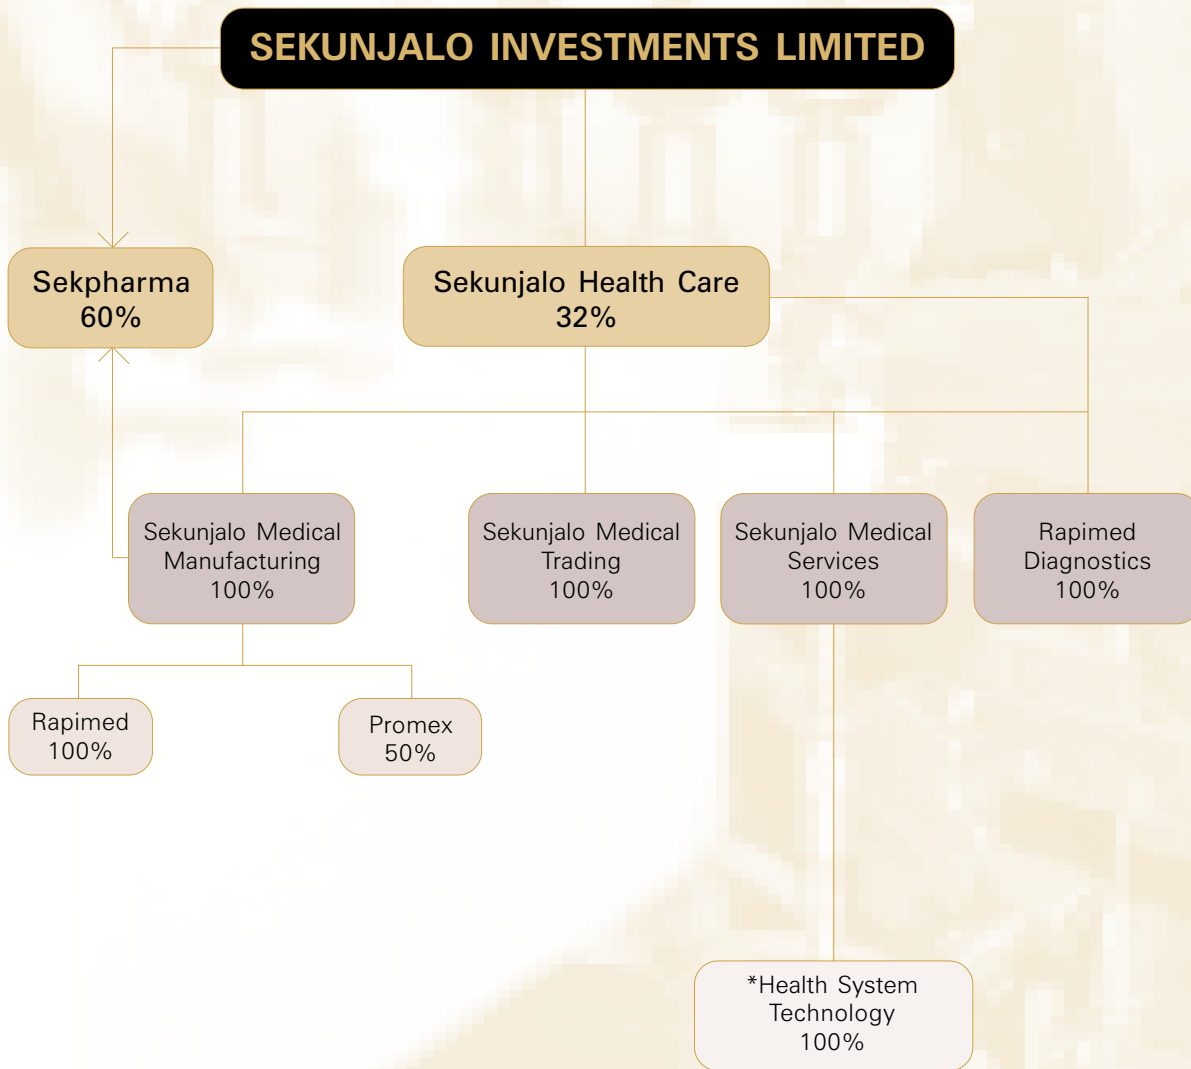 SEKUNJALO INVESTMENTS LIMITED
Sekpharma
60%
Sekunjalo Health Care
32%
Sekunjalo Medical
Manufacturing
100%
Sekunjalo Medical
Trading
100%
Sekunjalo Medical
Services
100%
Rapimed
Diagnostics
100%
Rapimed
100%
Promex
50%
*Health System
Technology
100%